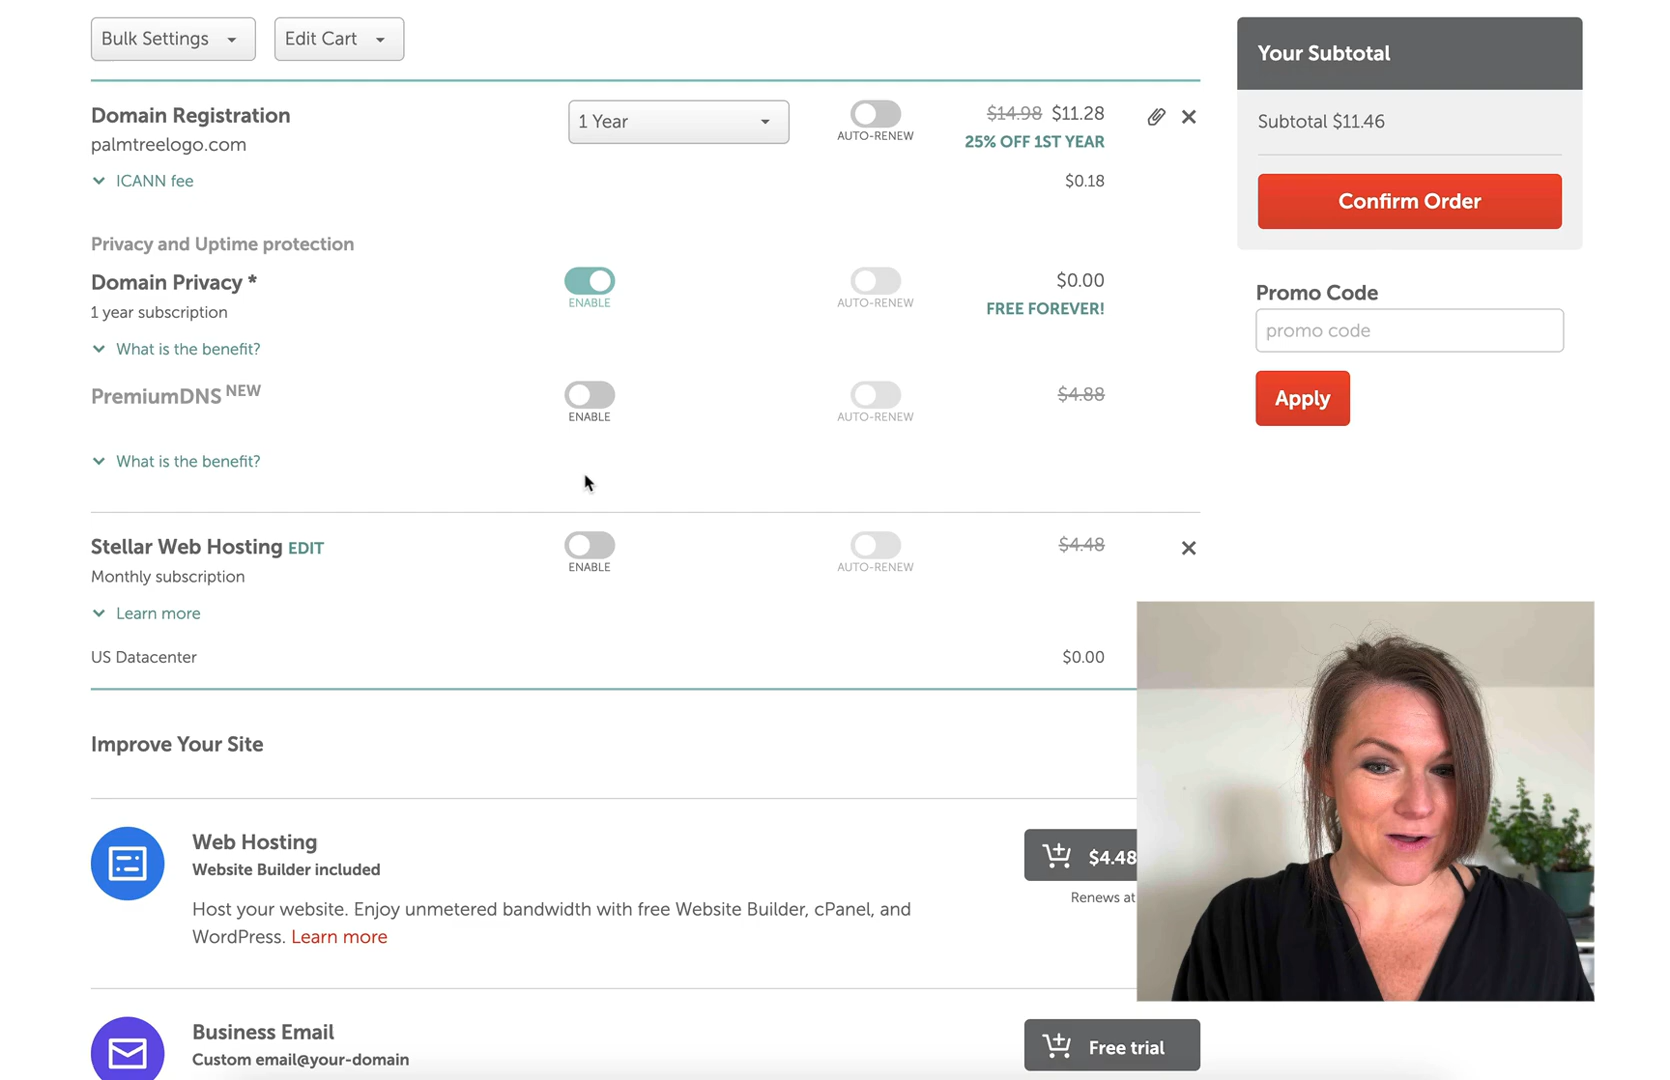 Bulk Settings
Edit Cart
Domain Registration
palmtreelogo.com
1 Year
AUTO-RENEW
$14.98 $11.28
25% OFF 1ST YEAR
ICANN fee
$0.18
Privacy and Uptime protection
Domain Privacy *
1 year subscription
ENABLE
AUTO-RENEW
$0.00
FREE FOREVER!
What is the benefit?
PremiumDNS NEW
ENABLE
AUTO-RENEW
$4.88
What is the benefit?
Stellar Web Hosting EDIT
Monthly subscription
ENABLE
AUTO-RENEW
$4.48
Learn more
US Datacenter
$0.00
Improve Your Site
Web Hosting
Website Builder included
Host your website. Enjoy unmetered bandwidth with free Website Builder, cPanel, and
WordPress. Learn more
$4.48
Renews at
Business Email
Custom email@your-domain
Free trial
Your Subtotal
Subtotal $11.46
Confirm Order
Promo Code
promo code
Apply